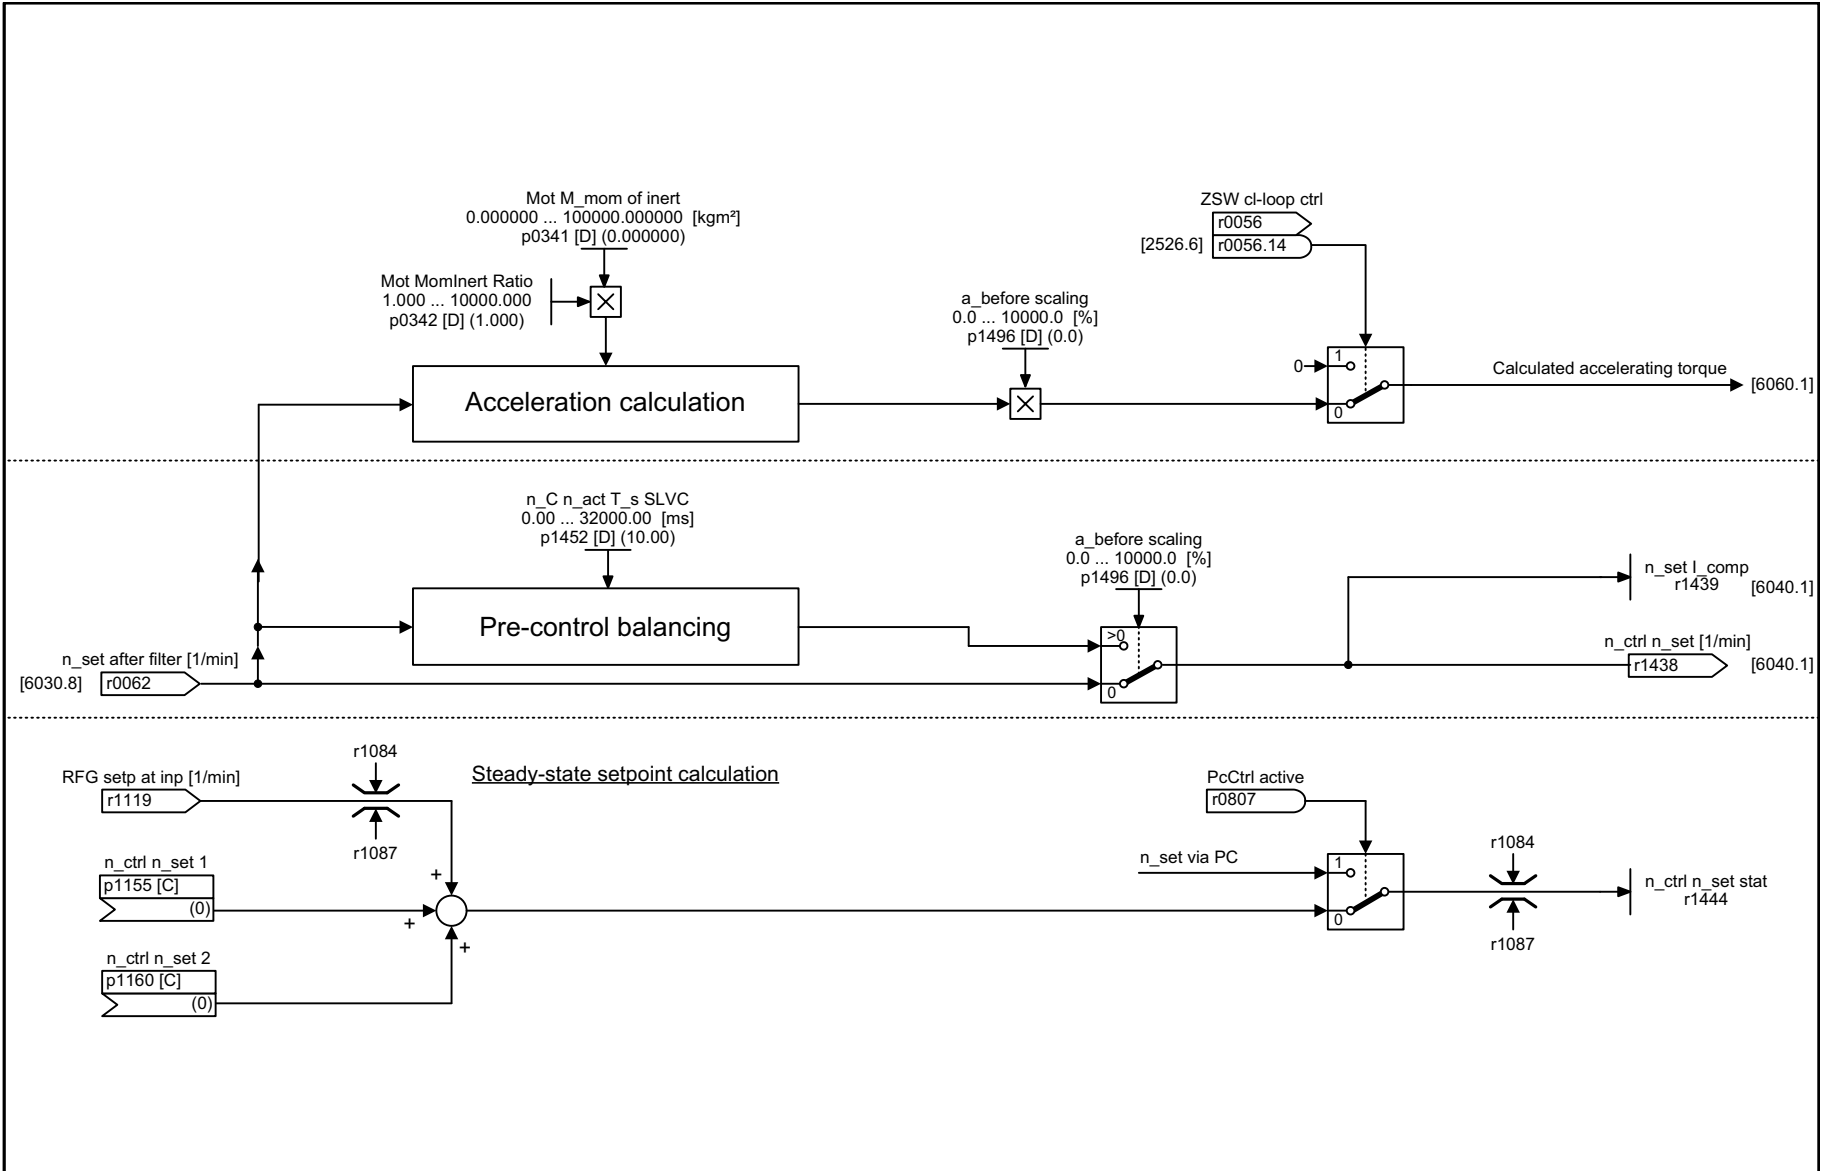 Mot M_mom of inert
0.000000 ... 100000.000000 [kgm²]
p0341 [D] (0.000000)
Mot MomInert Ratio
1.000 ... 10000.000
p0342 [D] (1.000)
ZSW cl-loop ctrl
r0056
[2526.6]
r0056.14
a_before scaling
0.0 ... 10000.0 [%]
p1496 [D] (0.0)
Acceleration calculation
0
1
0
Calculated accelerating torque
[6060.1]
n_C n_act T_s SLVC
0.00 ... 32000.00 [ms]
p1452 [D] (10.00)
Pre-control balancing
a_before scaling
0.0 ... 10000.0 [%]
p1496 [D] (0.0)
>0
0
n_set I_comp
r1439
[6040.1]
n_ctrl n_set [1/min]
r1438
[6040.1]
n_set after filter [1/min]
[6030.8]
r0062
Steady-state setpoint calculation
RFG setp at inp [1/min]
r1119
r1084
r1087
n_ctrl n_set 1
p1155 [C]
(0)
n_ctrl n_set 2
p1160 [C]
(0)
+
+
+
PcCtrl active
r0807
n_set via PC
1
0
r1084
r1087
n_ctrl n_set stat
r1444